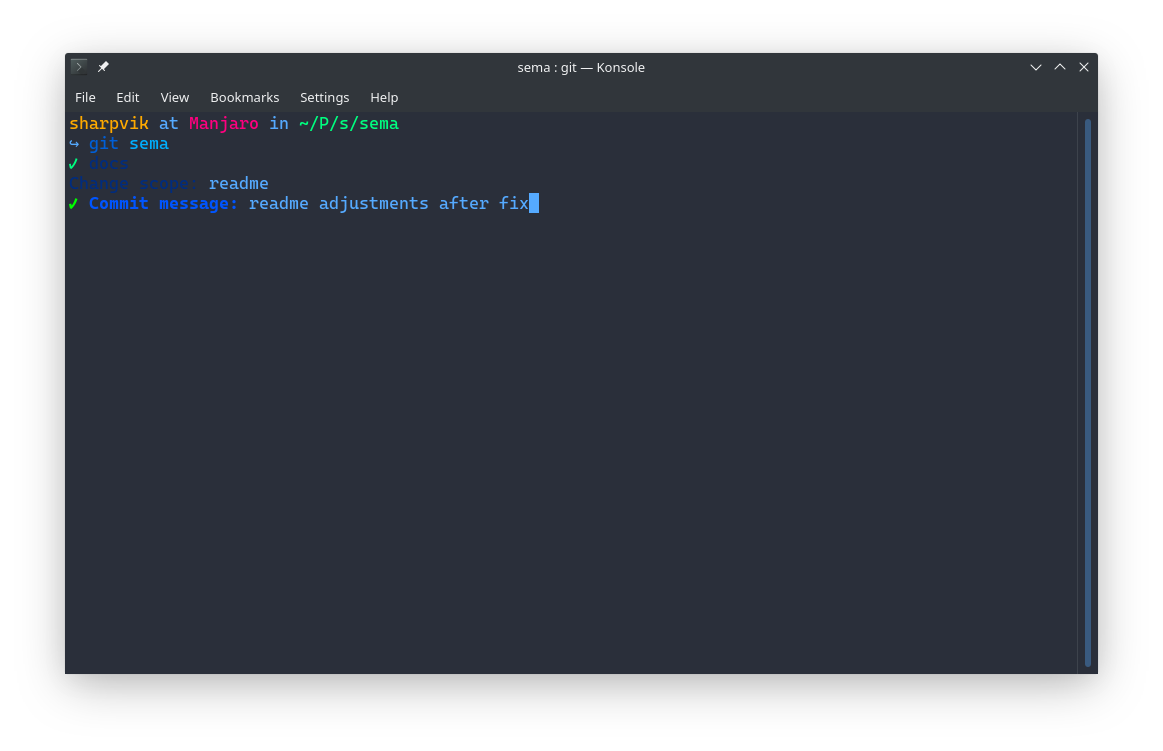 sema : git — Konsole
File Edit View Bookmarks Settings Help
sharpvik at Manjaro in ~/P/s/sema
↪ git sema
✔ docs
Change scope: readme
✔ Commit message: readme adjustments after fix